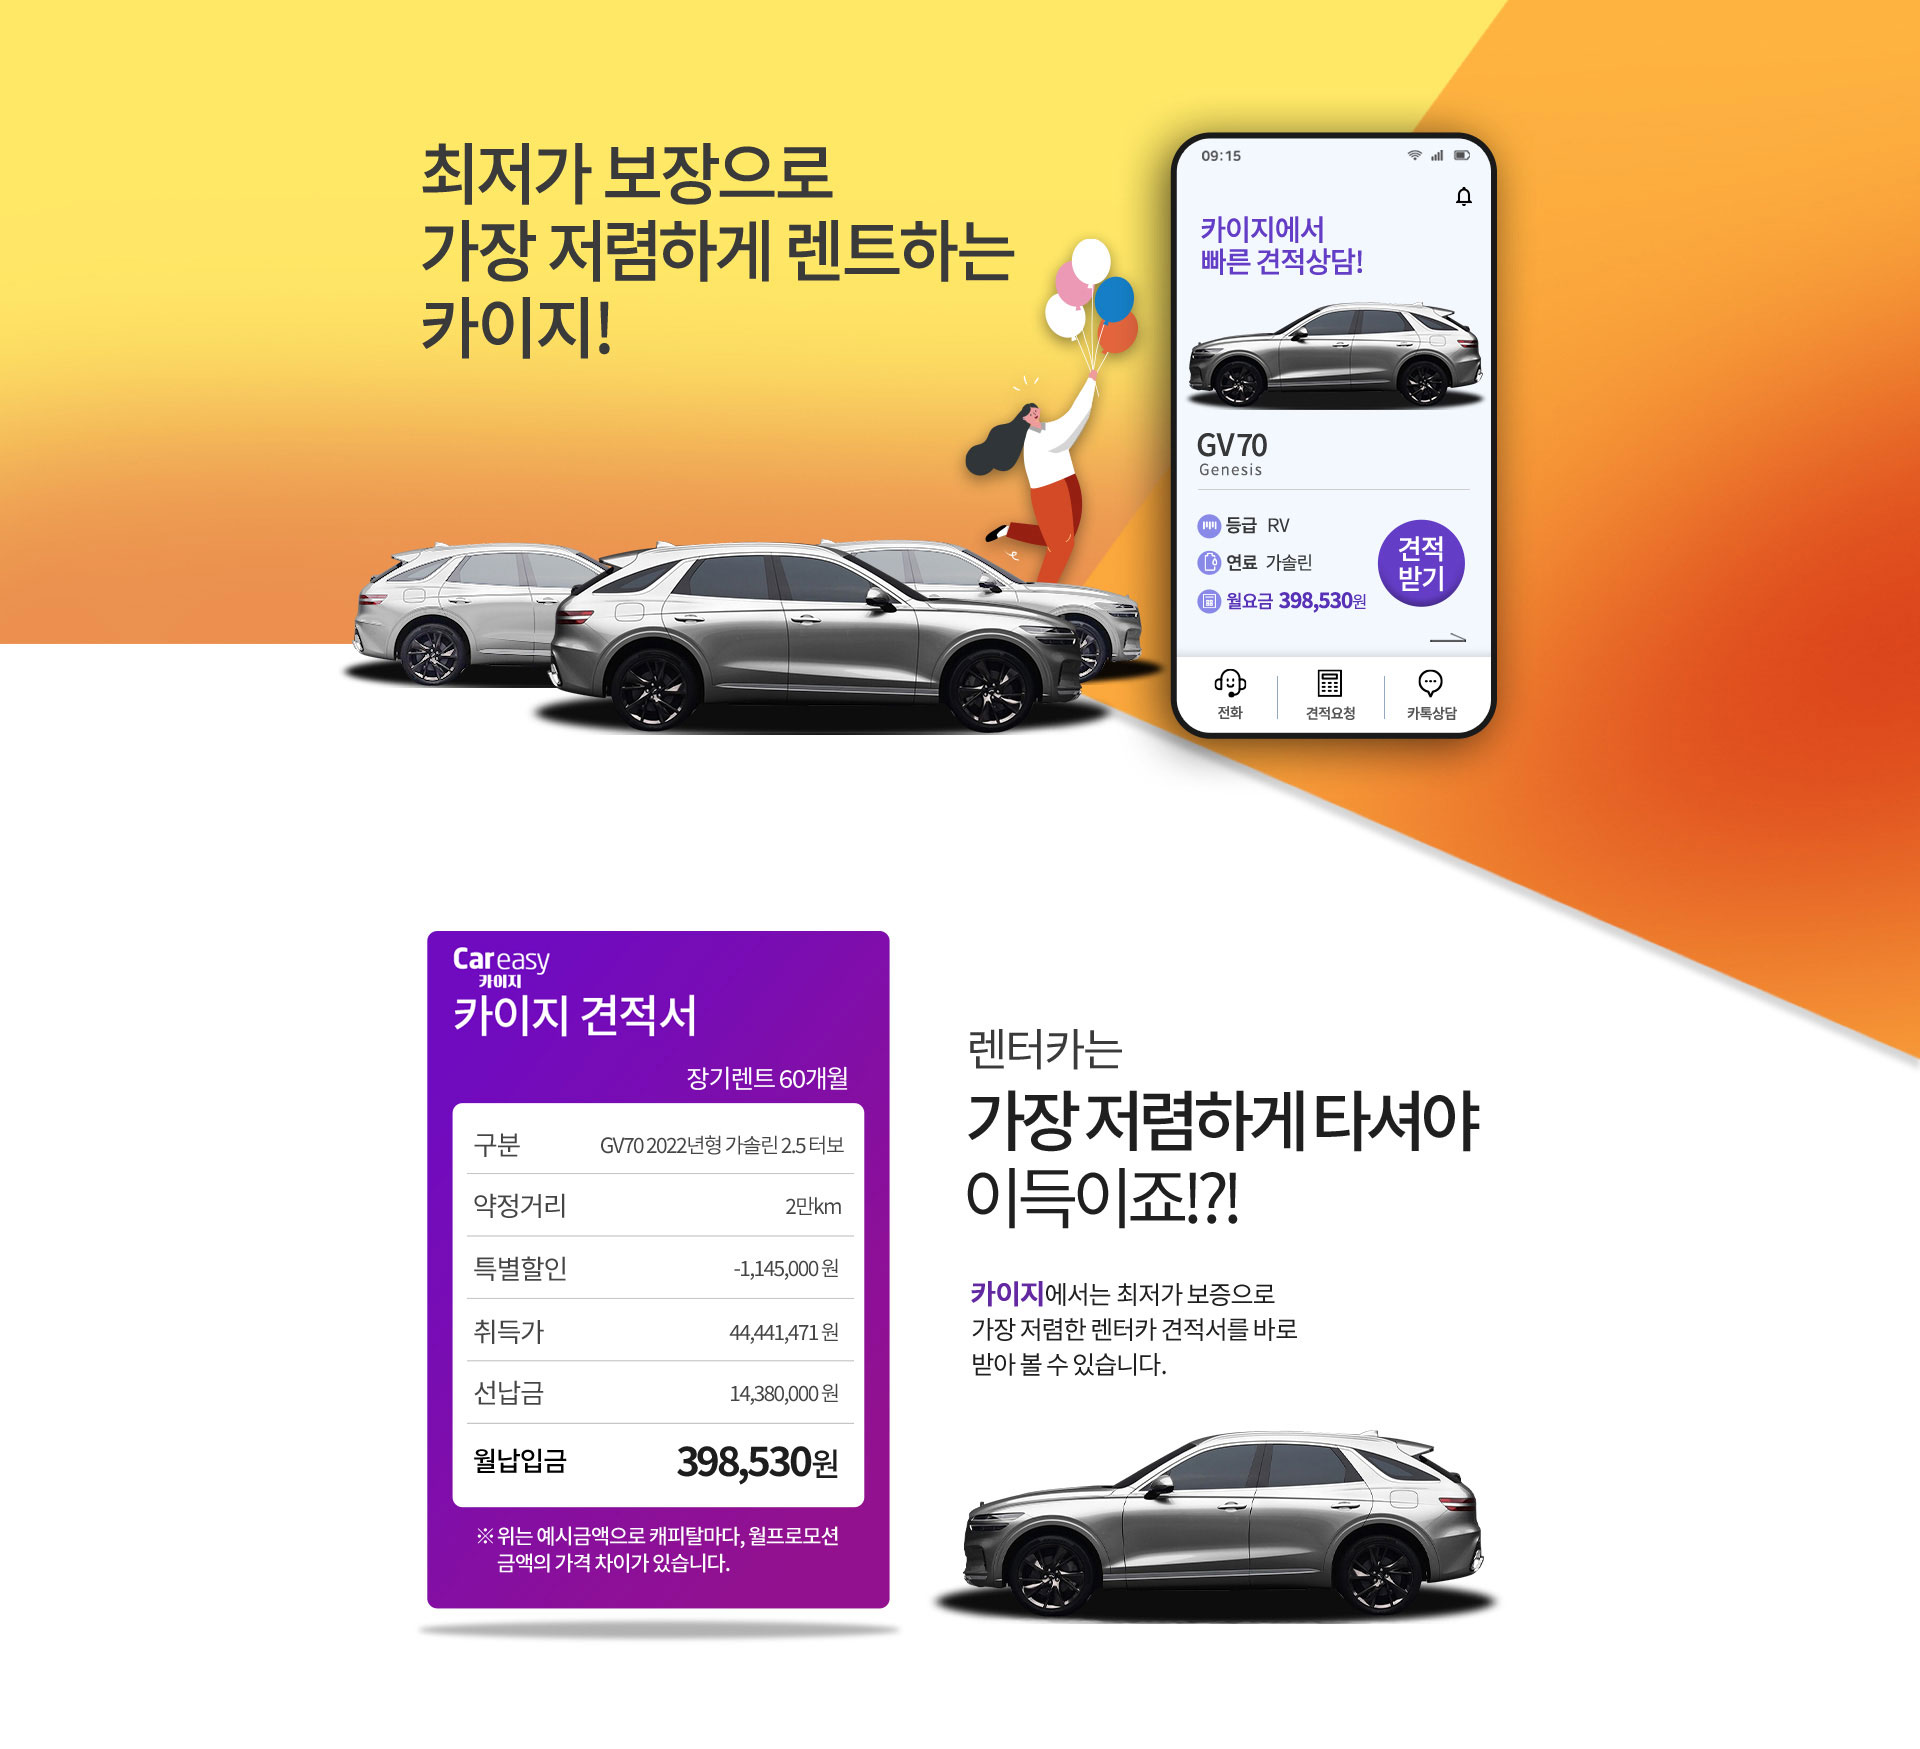 최저가 보장으로
가장 저렴하게 렌트하는
카이지!
09:15
카이지에서
빠른 견적상담!
GV70
Genesis
등급 RV
연료 가솔린
월요금 398,530원
견적
받기
전화
견적요청
카톡상담
Careasy
카이지
카이지 견적서
장기렌트 60개월
구분 GV70 2022년형 가솔린 2.5 터보
약정거리 2만km
특별할인 -1,145,000 원
취득가 44,441,471 원
선납금 14,380,000 원
월납입금 398,530원
※ 위는 예시금액으로 캐피탈마다, 월프로모션
금액의 가격 차이가 있습니다.
렌터카는
가장 저렴하게 타셔야
이득이죠!?!
카이지에서는 최저가 보증으로
가장 저렴한 렌터카 견적서를 바로
받아 볼 수 있습니다.